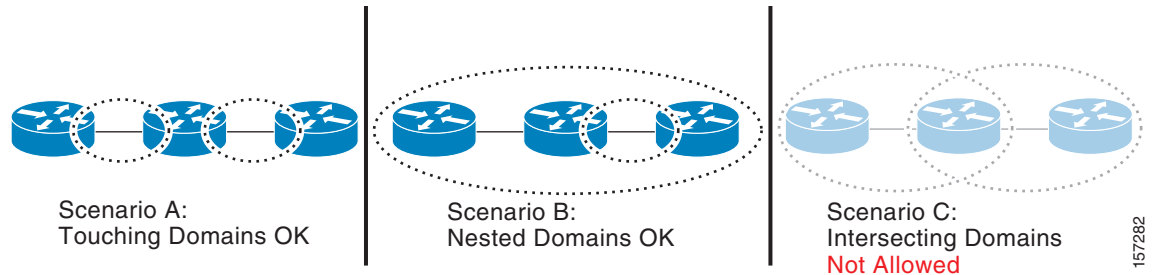 Scenario A:
Touching Domains OK
Scenario B:
Nested Domains OK
Scenario C:
Intersecting Domains
Not Allowed
157282